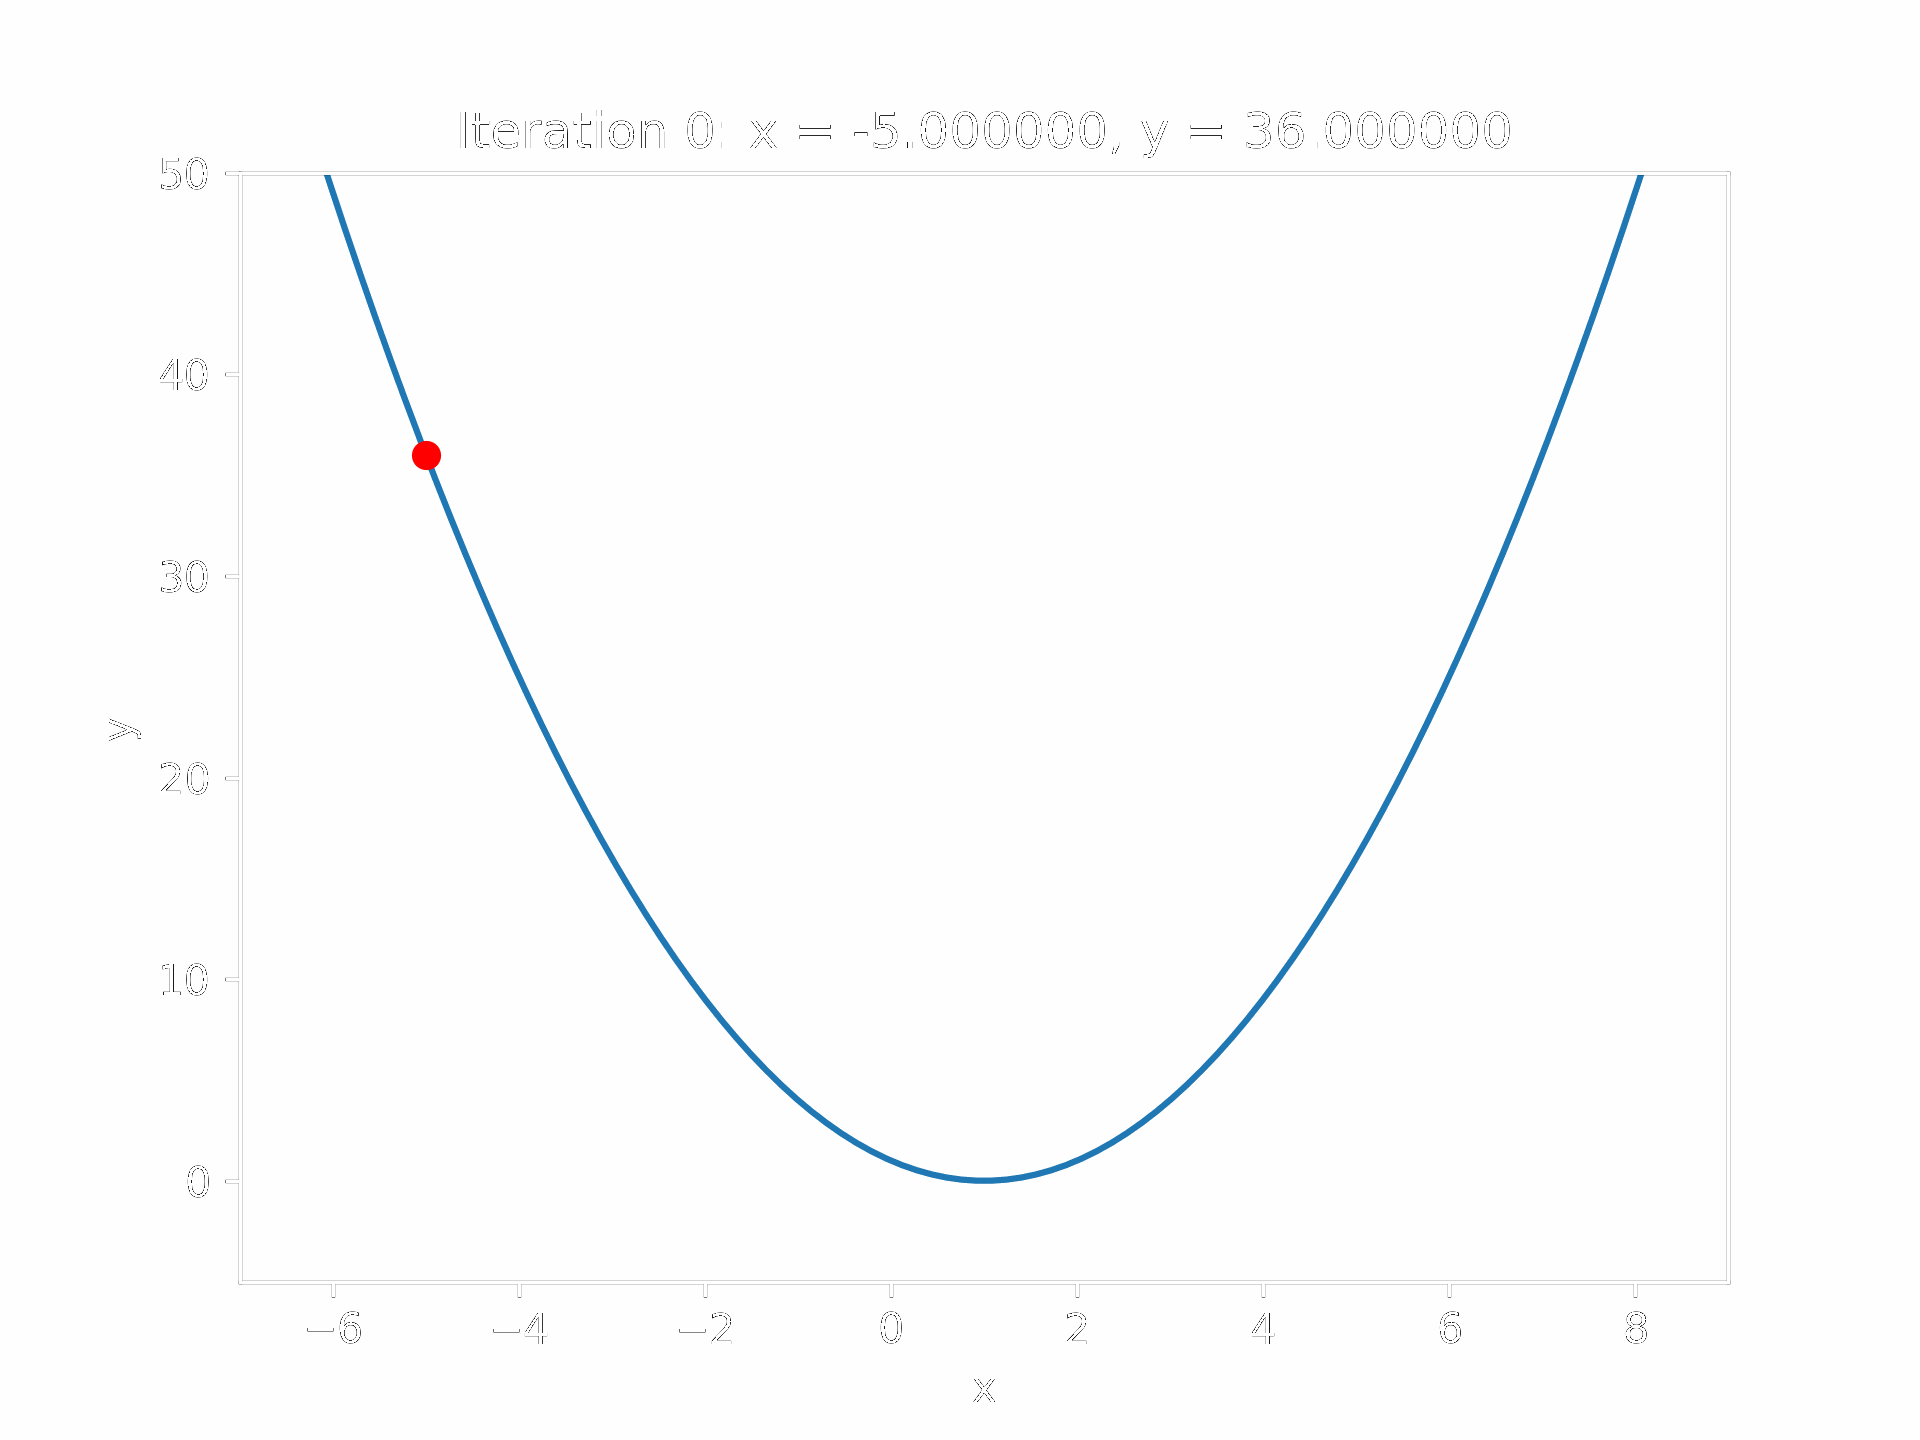 Iteration 0: x = -5.000000, y = 36.000000
50
40
30
20
10
0
y
−6 −4 −2 0 2 4 6 8
x